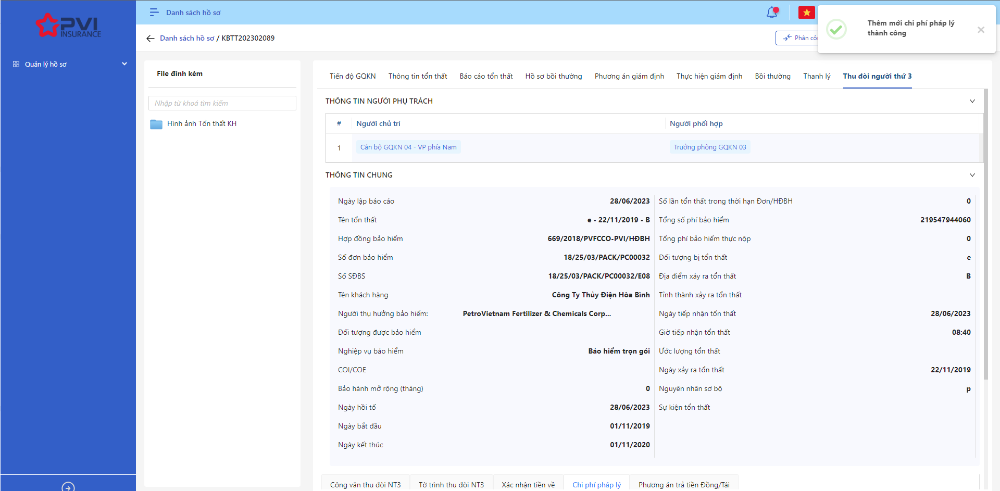 PVI
INSURANCE
Quản lý hồ sơ
Danh sách hồ sơ
Danh sách hồ sơ / KBTT202302089
Thêm mới chi phí pháp lý
thành công
File đính kèm
Nhập từ khoá tìm kiếm
Hình ảnh Tổn thất KH
Tiến độ GQKN Thông tin tổn thất Báo cáo tổn thất Hồ sơ bồi thường Phương án giám định Thực hiện giám định Bồi thường Thanh lý Thu đòi người thứ 3
THÔNG TIN NGƯỜI PHỤ TRÁCH
# Người chủ trì Người phối hợp
1 Cán bộ GQKN 04 - VP phía Nam Trưởng phòng GQKN 03
THÔNG TIN CHUNG
Ngày lập báo cáo 28/06/2023 Số lần tổn thất trong thời hạn Đơn/HĐBH 0
Tên tổn thất e - 22/11/2019 - B Tổng số phí bảo hiểm 219547944060
Hợp đồng bảo hiểm 669/2018/PVFCCO-PVI/HĐBH Tổng phí bảo hiểm thực nộp 0
Số đơn bảo hiểm 18/25/03/PACK/PC00032 Đối tượng bị tổn thất e
Số SĐBS 18/25/03/PACK/PC00032/E08 Địa điểm xảy ra tổn thất B
Tên khách hàng Công Ty Thủy Điện Hòa Bình Tỉnh thành xảy ra tổn thất
Người thụ hưởng bảo hiểm: PetroVietnam Fertilizer & Chemicals Corp... Ngày tiếp nhận tổn thất 28/06/2023
Đối tượng được bảo hiểm Giờ tiếp nhận tổn thất 08:40
Nghiệp vụ bảo hiểm Bảo hiểm trọn gói Ước lượng tổn thất
COI/COE Ngày xảy ra tổn thất 22/11/2019
Bảo hành mở rộng (tháng) 0 Nguyên nhân sơ bộ p
Ngày hồi tố 28/06/2023 Sự kiện tổn thất
Ngày bắt đầu 01/11/2019
Ngày kết thúc 01/11/2020
Công văn thu đòi NT3 Tờ trình thu đòi NT3 Xác nhận tiền về Chi phí pháp lý Phương án trả tiền Đồng/Tái